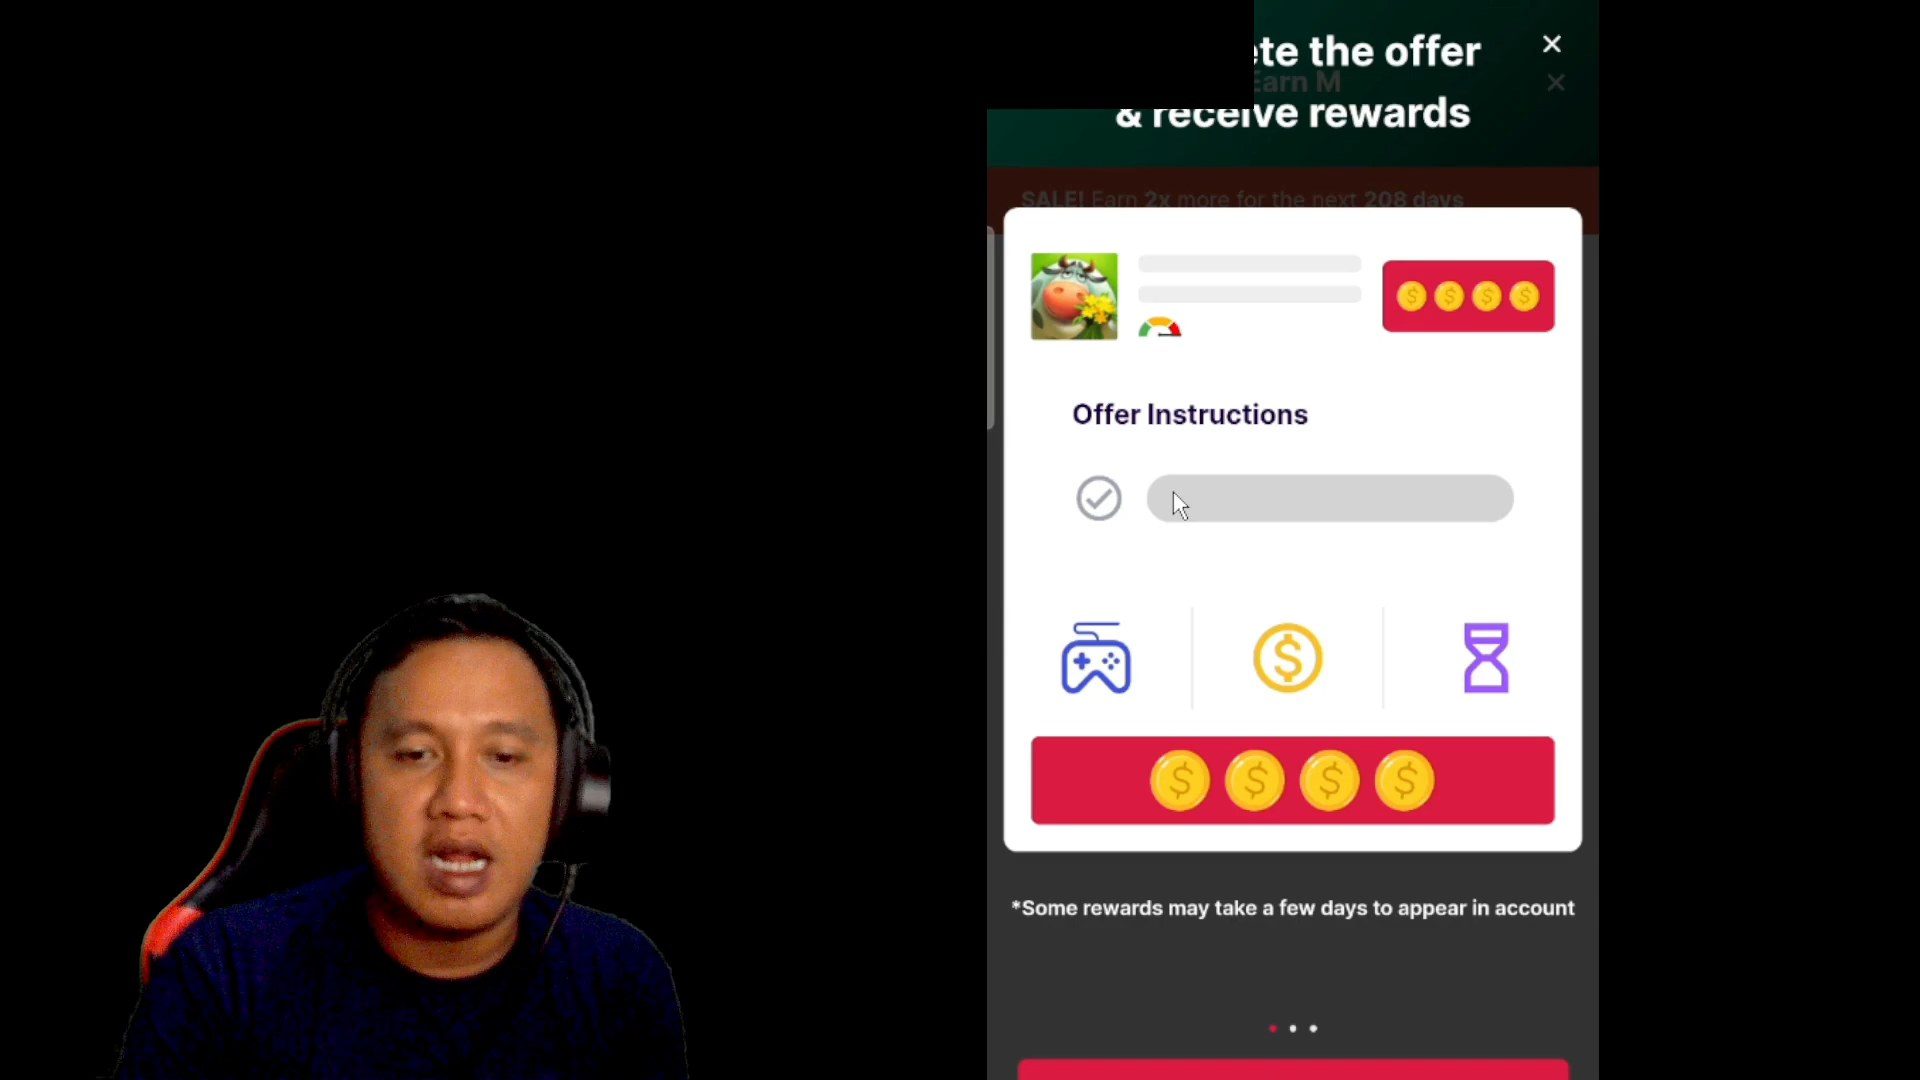 te the offer
Earn M
& receive rewards
SALE! Earn 2x more for the next 208 days
Offer Instructions
*Some rewards may take a few days to appear in account